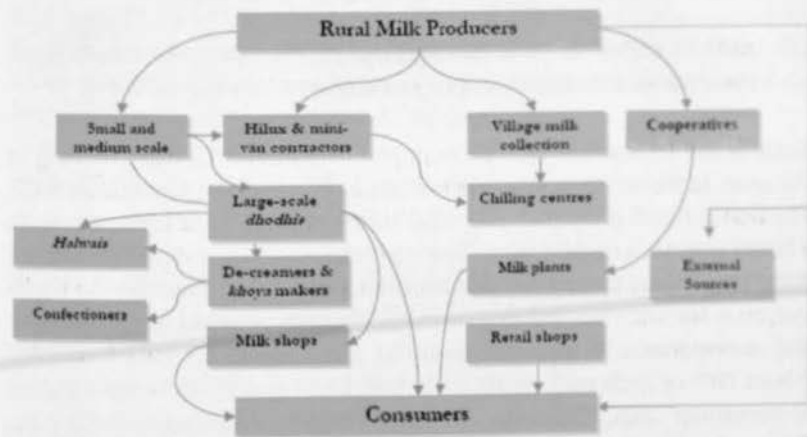 Rural Milk Producers
Small and
medium scale
Hilux & mini-
van contractors
Village milk
collection
Cooperatives
Large-scale
dhodhis
Chilling centres
Halwais
De-creamers &
khoya makers
Milk plants
External
Sources
Confectioners
Milk shops
Retail shops
Consumers